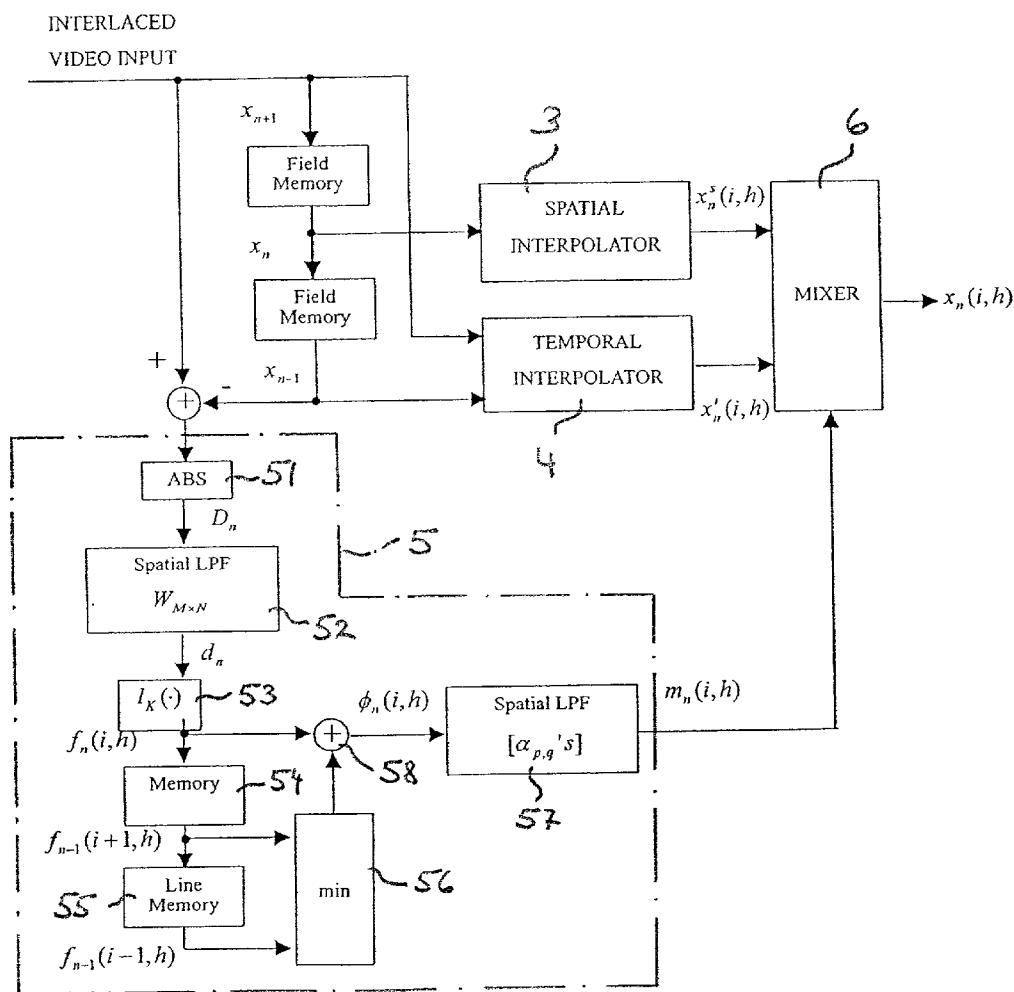 INTERLACED
VIDEO INPUT
x_{n+1}
Field
Memory
x_n
Field
Memory
x_{n-1}
+
-
+
3
SPATIAL
INTERPOLATOR
x_n^s(i,h)
TEMPORAL
INTERPOLATOR
x_n^t(i,h)
4
6
MIXER
x_n(i,h)
ABS
51
D_n
5
Spatial LPF
W_{M×N}
52
d_n
I_K(·)
53
f_n(i,h)
+
58
ϕ_n(i,h)
Spatial LPF
[α_{p,q}'s]
57
m_n(i,h)
Memory
54
f_{n-1}(i+1,h)
Line
Memory
55
min
56
f_{n-1}(i-1,h)